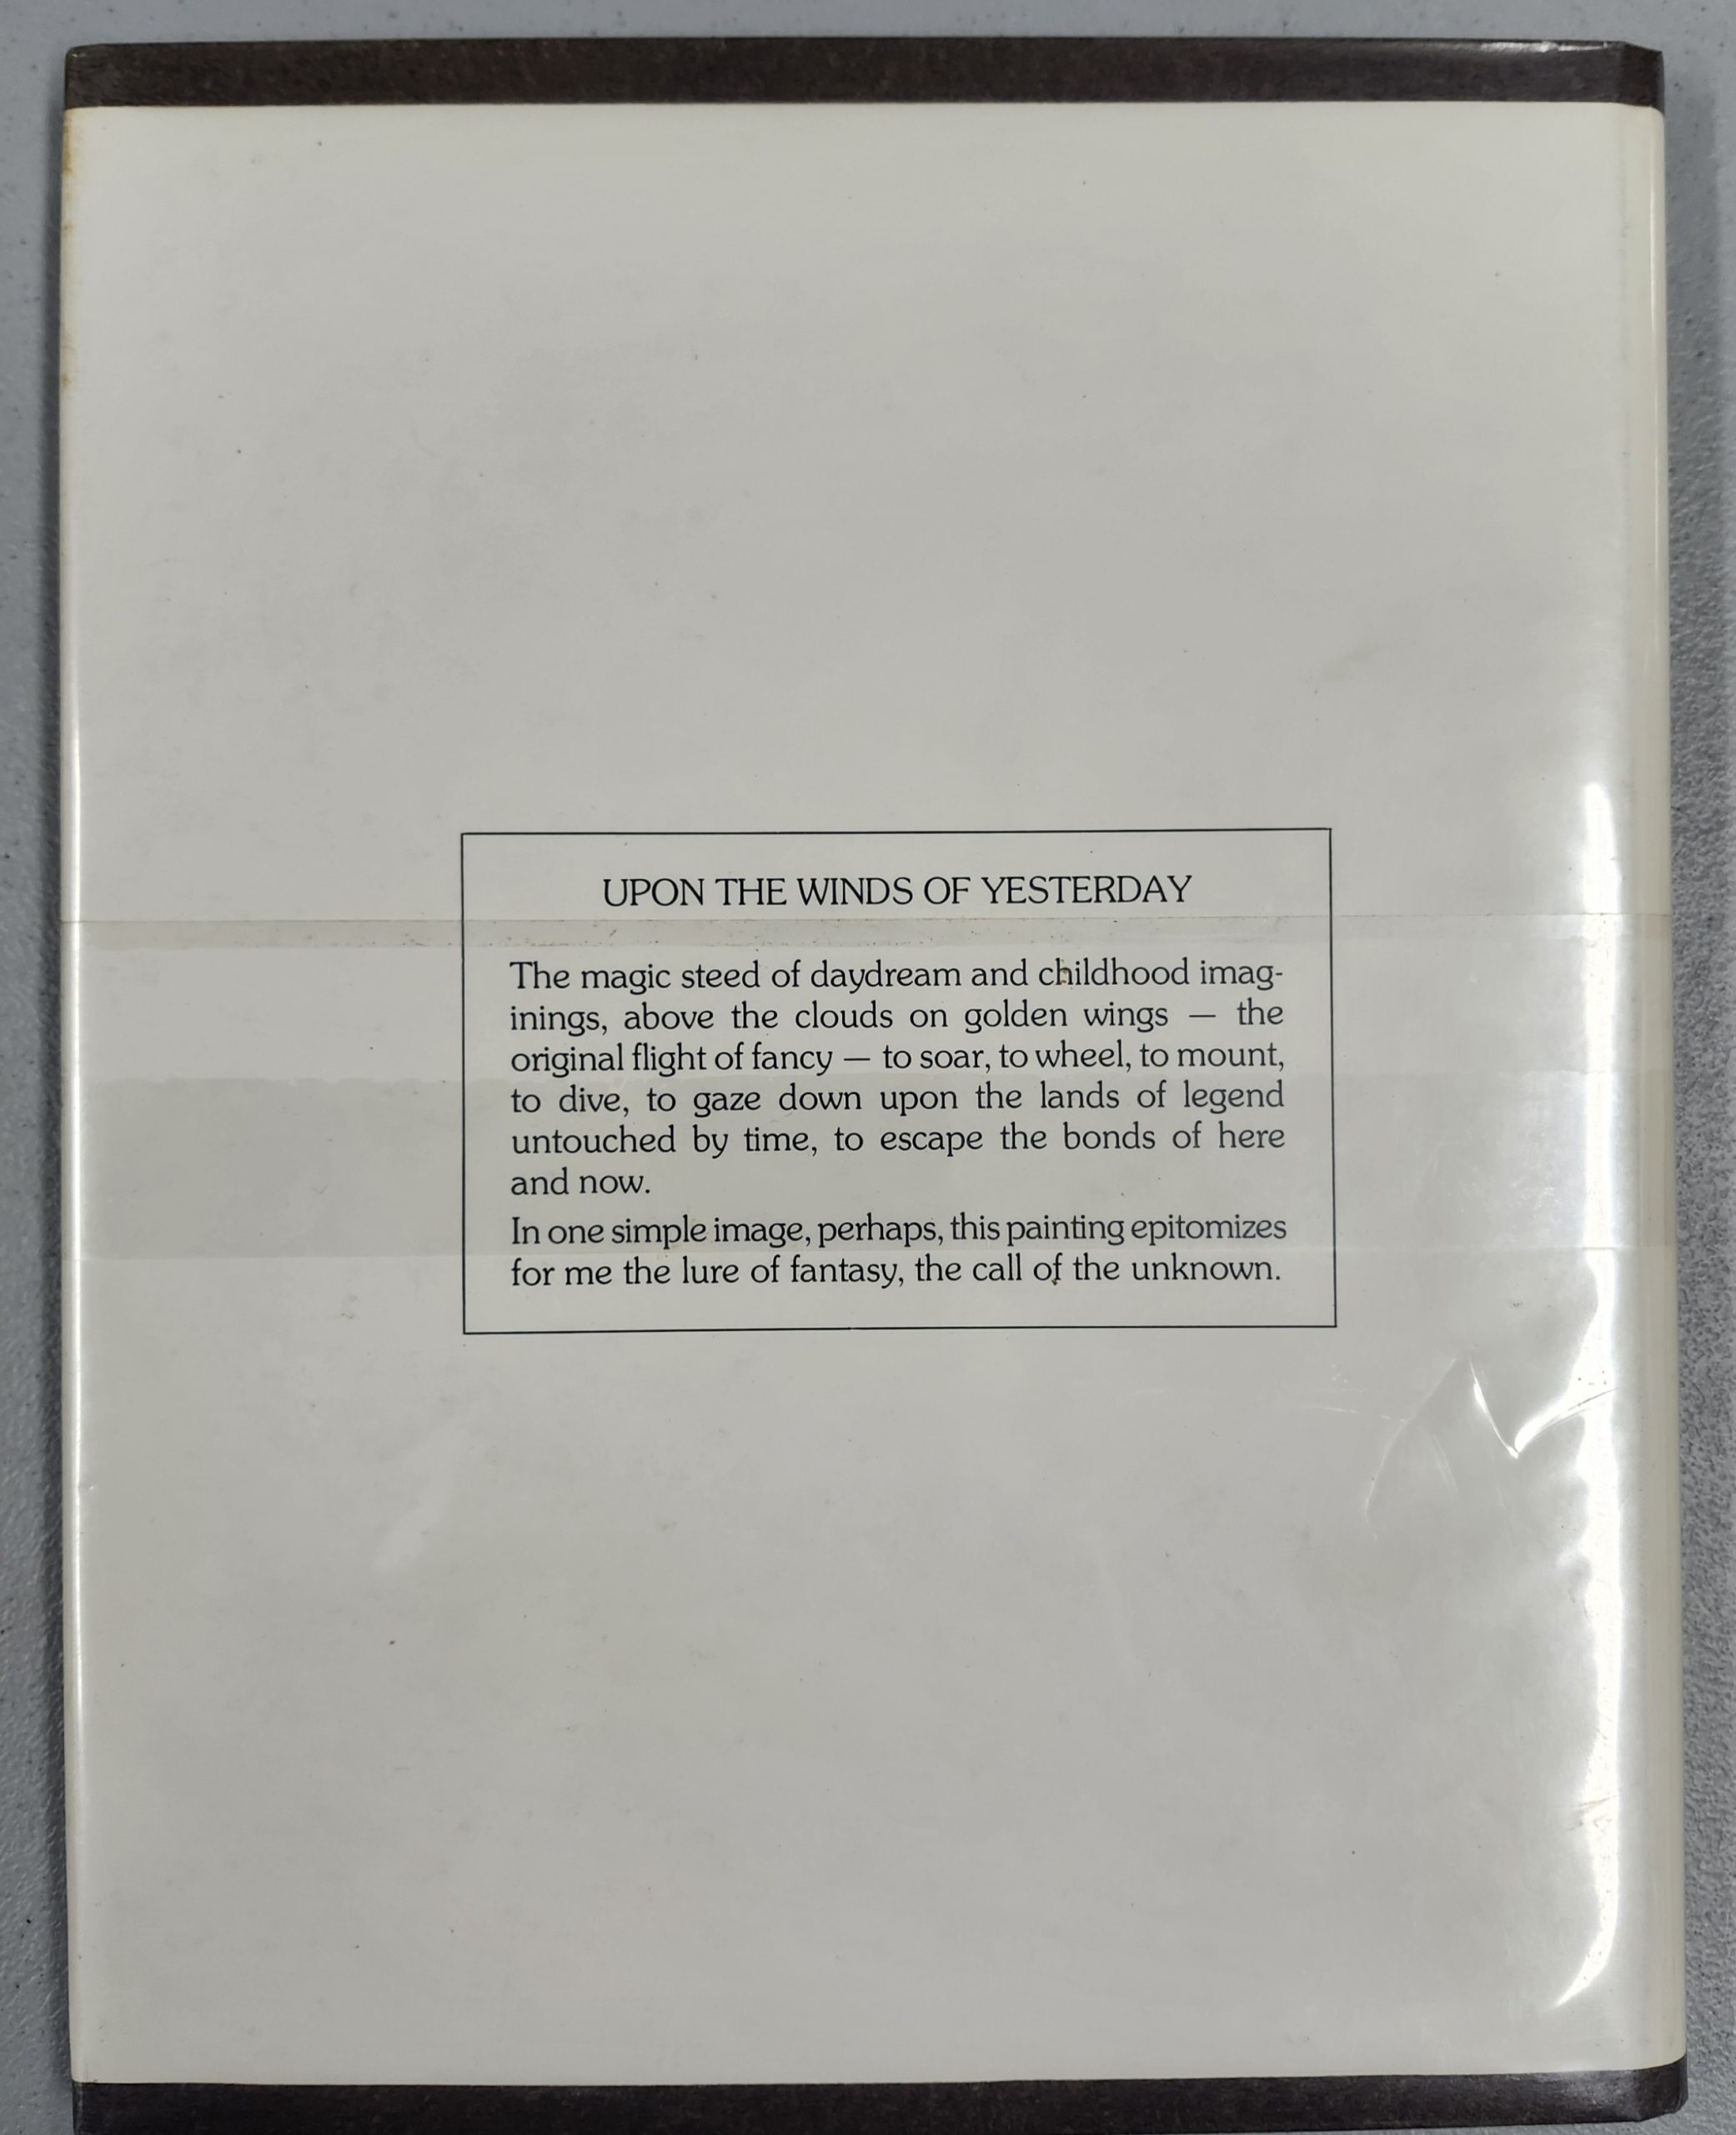 UPON THE WINDS OF YESTERDAY
The magic steed of daydream and childhood imag-
inings, above the clouds on golden wings — the
original flight of fancy — to soar, to wheel, to mount,
to dive, to gaze down upon the lands of legend
untouched by time, to escape the bonds of here
and now.
In one simple image, perhaps, this painting epitomizes
for me the lure of fantasy, the call of the unknown.